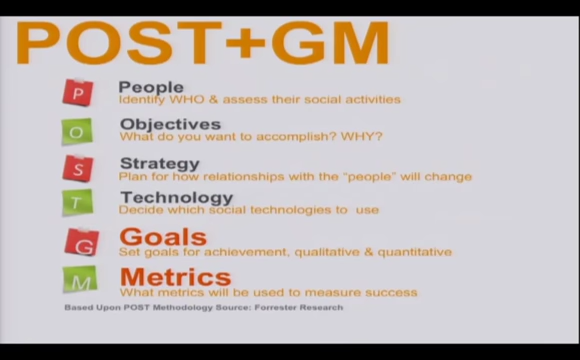 POST+GM
P People
Identify WHO & assess their social activities
O Objectives
What do you want to accomplish? WHY?
S Strategy
Plan for how relationships with the “people” will change
T Technology
Decide which social technologies to use
G Goals
Set goals for achievement, qualitative & quantitative
M Metrics
What metrics will be used to measure success
Based Upon POST Methodology Source: Forrester Research